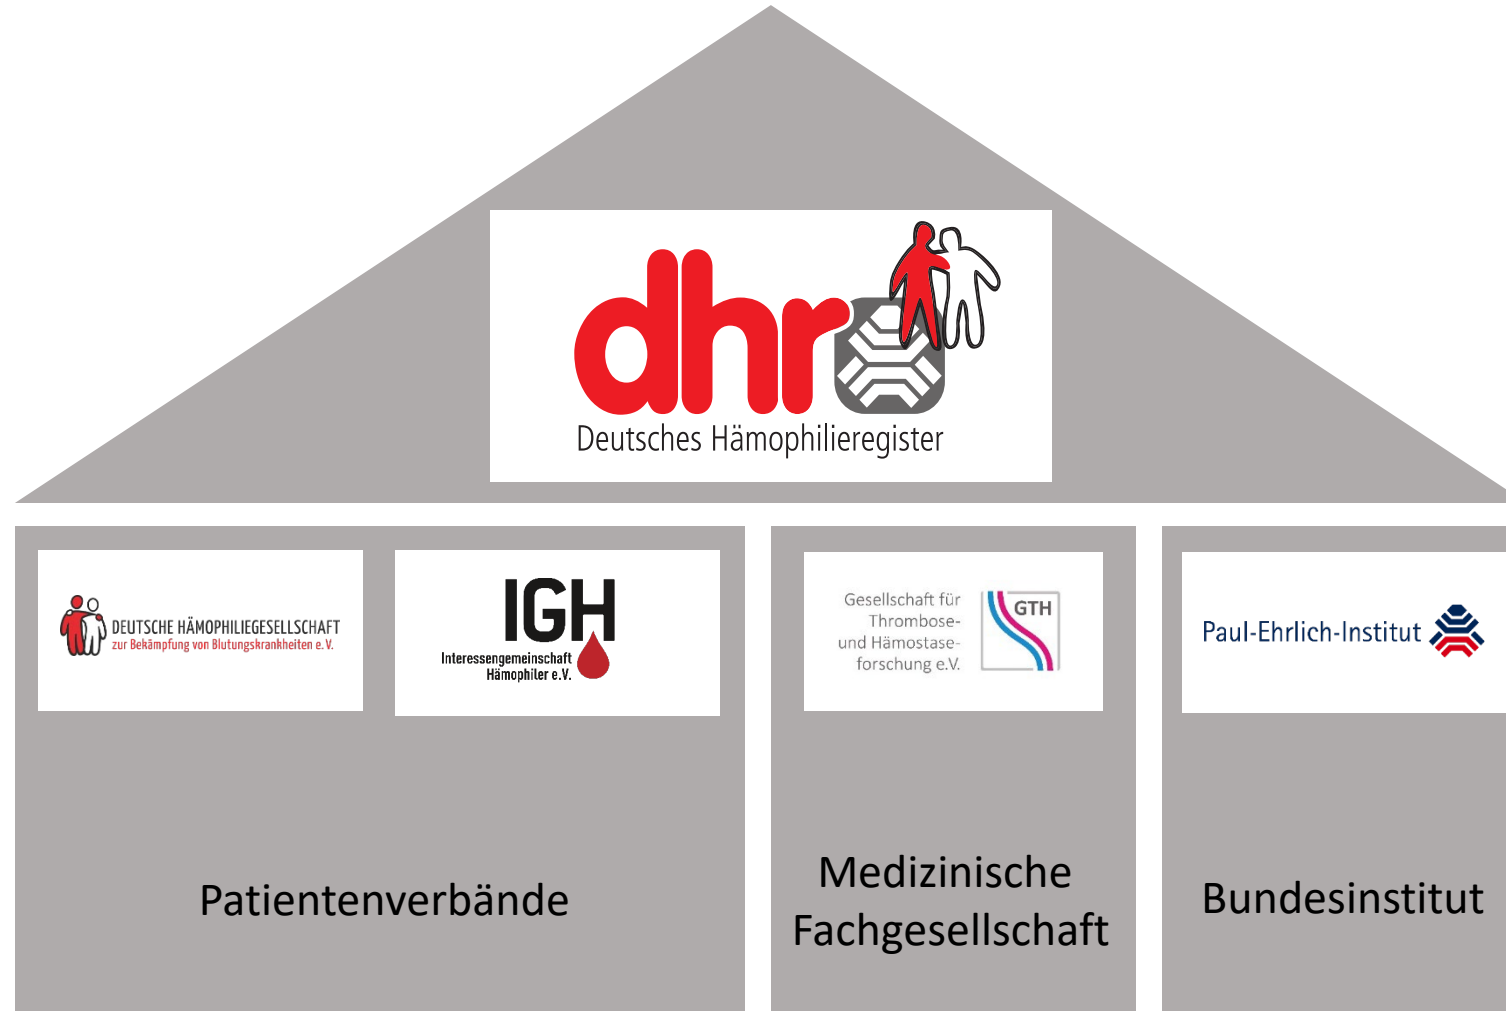 dhr
Deutsches Hämophilieregister
DEUTSCHE HÄMOPHILIEGESELLSCHAFT
zur Bekämpfung von Blutungskrankheiten e.V.
IGH
Interessengemeinschaft
Hämophiler e.V.
Gesellschaft für
Thrombose-
und Hämostase-
forschung e.V.
GTH
Paul-Ehrlich-Institut
Patientenverbände
Medizinische
Fachgesellschaft
Bundesinstitut